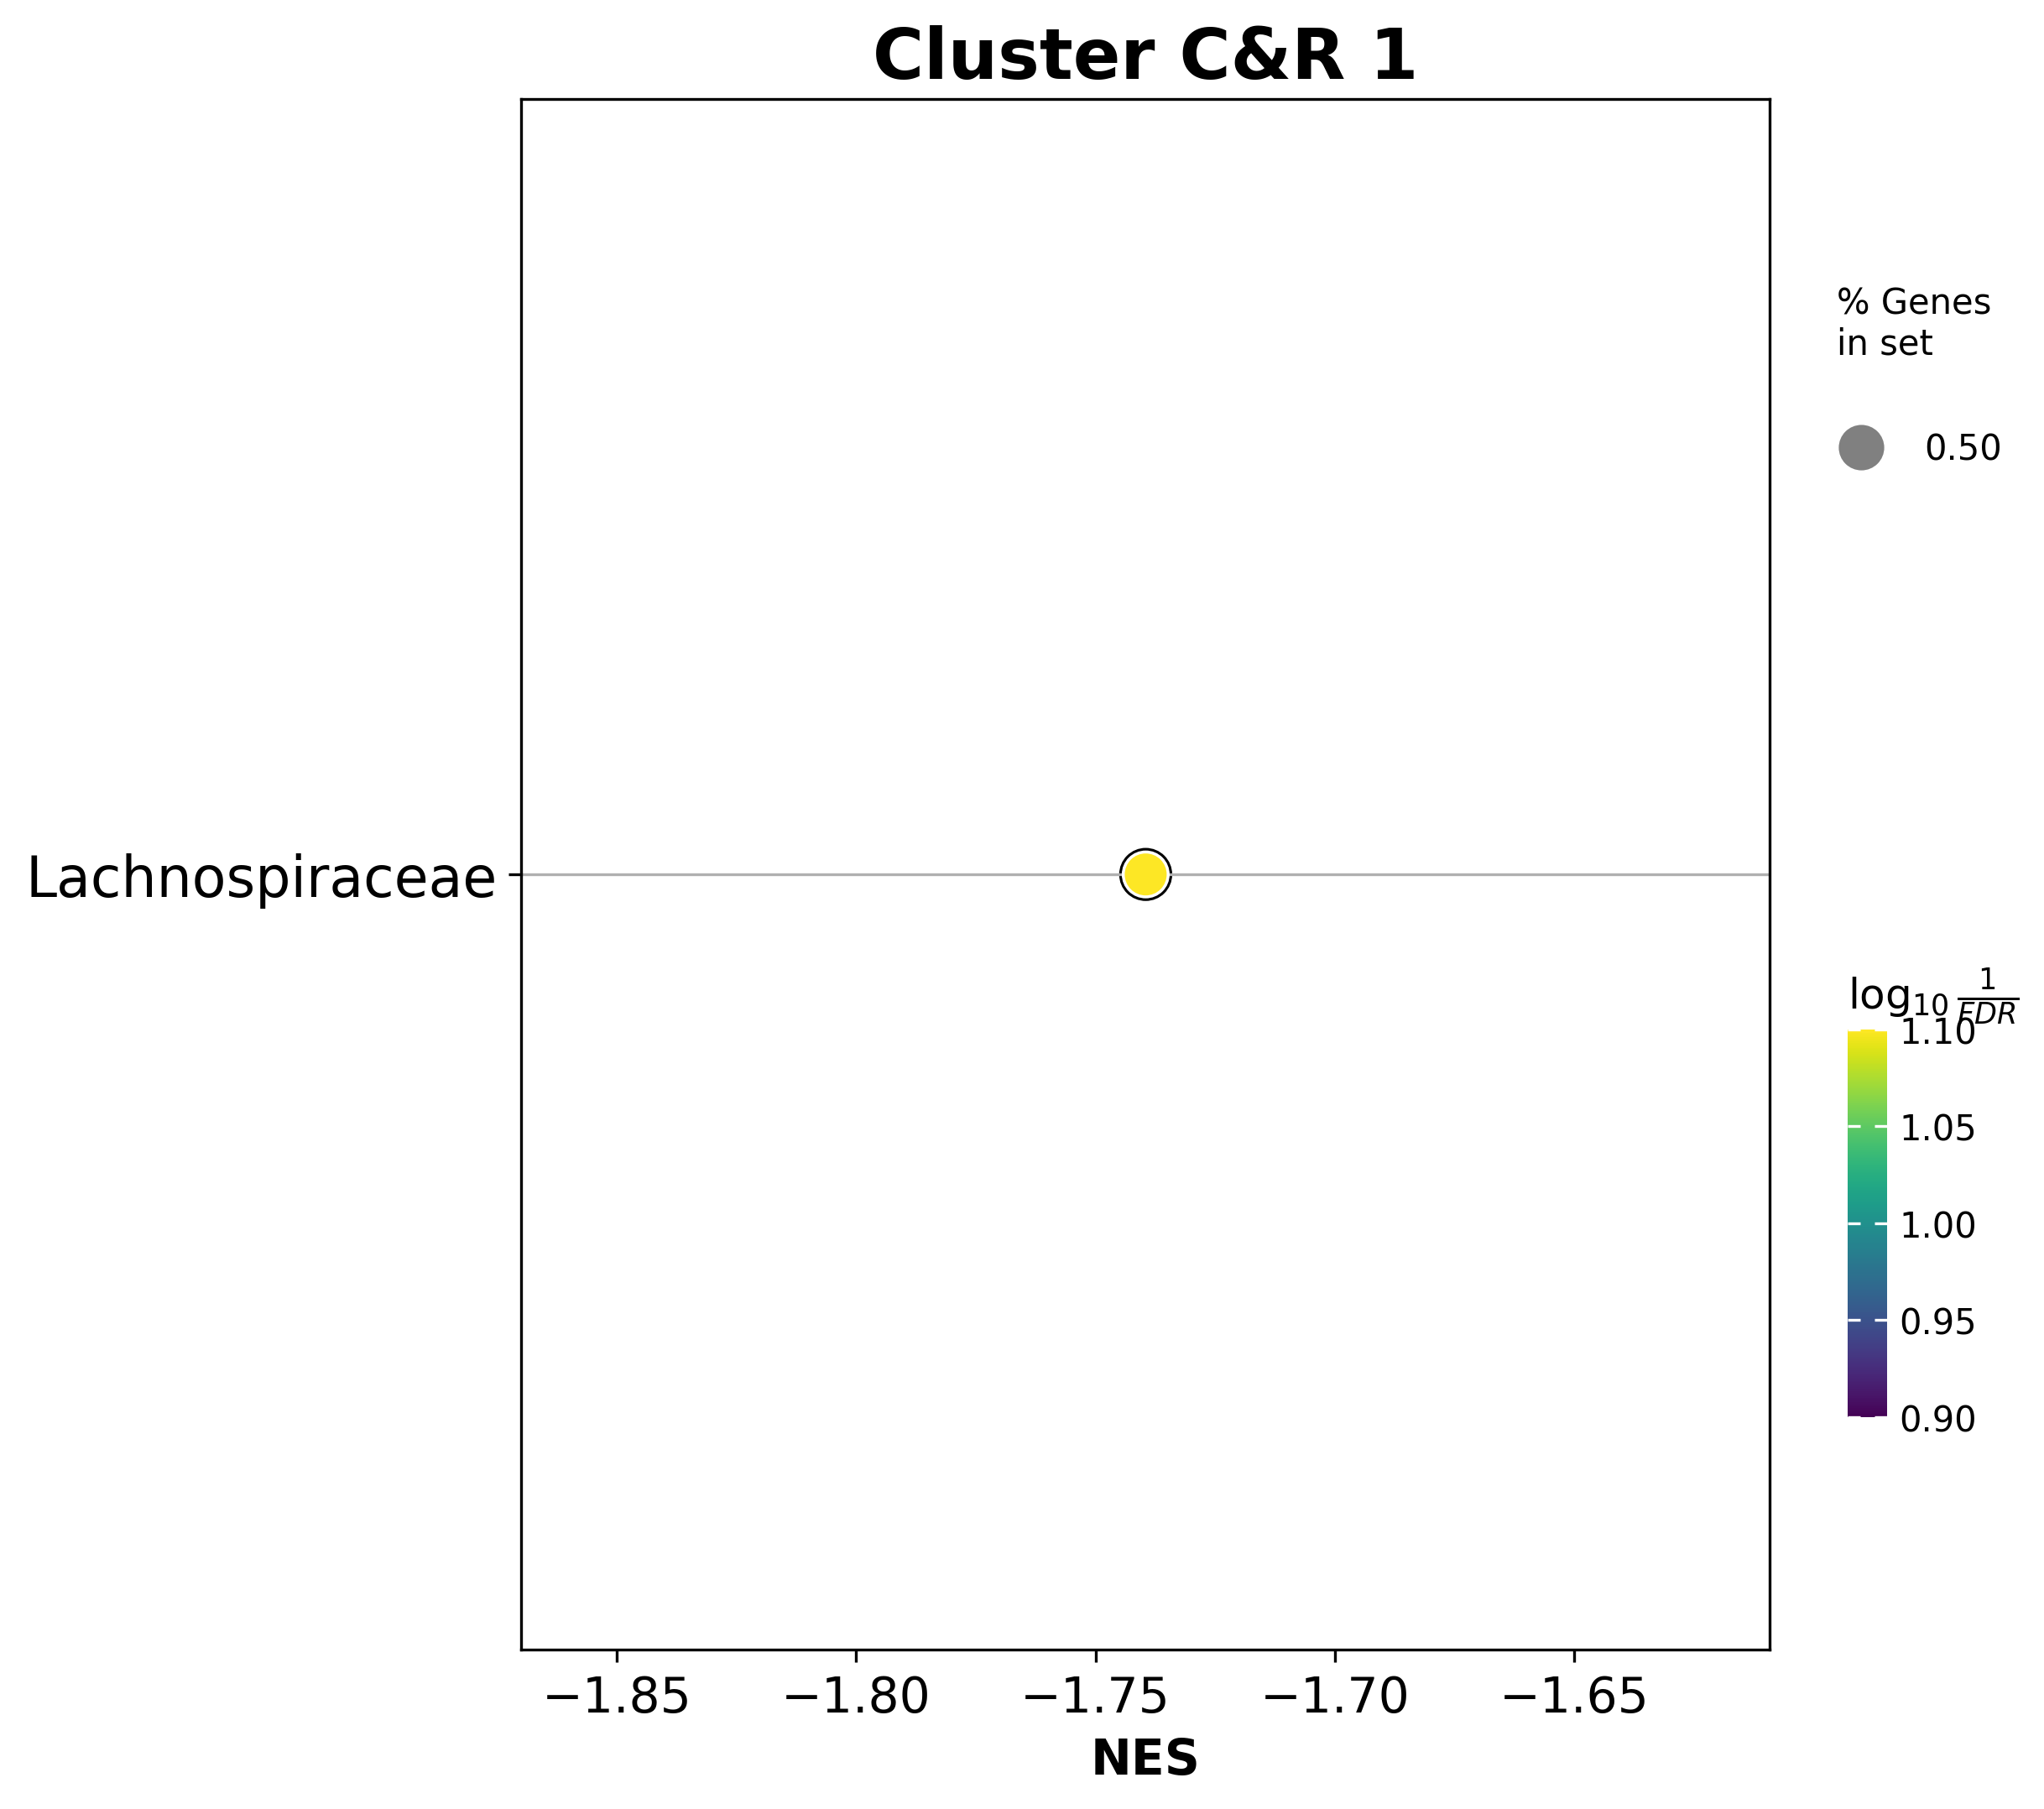 Cluster C&R 1
% Genes
in set
0.50
Lachnospiraceae
log10 1/FDR
1.10
1.05
1.00
0.95
0.90
−1.85 −1.80 −1.75 −1.70 −1.65
NES